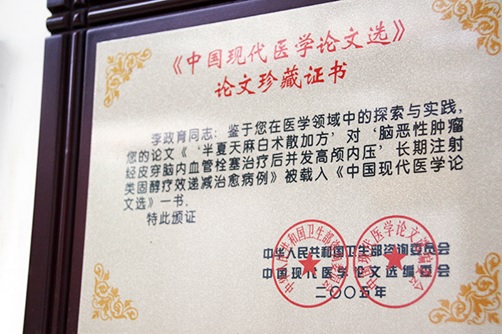 《中国现代医学论文选》
论文珍藏证书
李政育同志：鉴于您在医学领域中的探索与实践，
您的论文《‘半夏天麻白术散加方’对‘脑恶性肿瘤
经皮穿脑内血管栓塞治疗后并发高颅内压’长期注射
类固醇疗效递减治愈病例》被载入《中国现代医学论
文选》一书。
特此颁证
中华人民共和国卫生部咨询委员会
中国现代医学论文选编委会
二〇〇五年